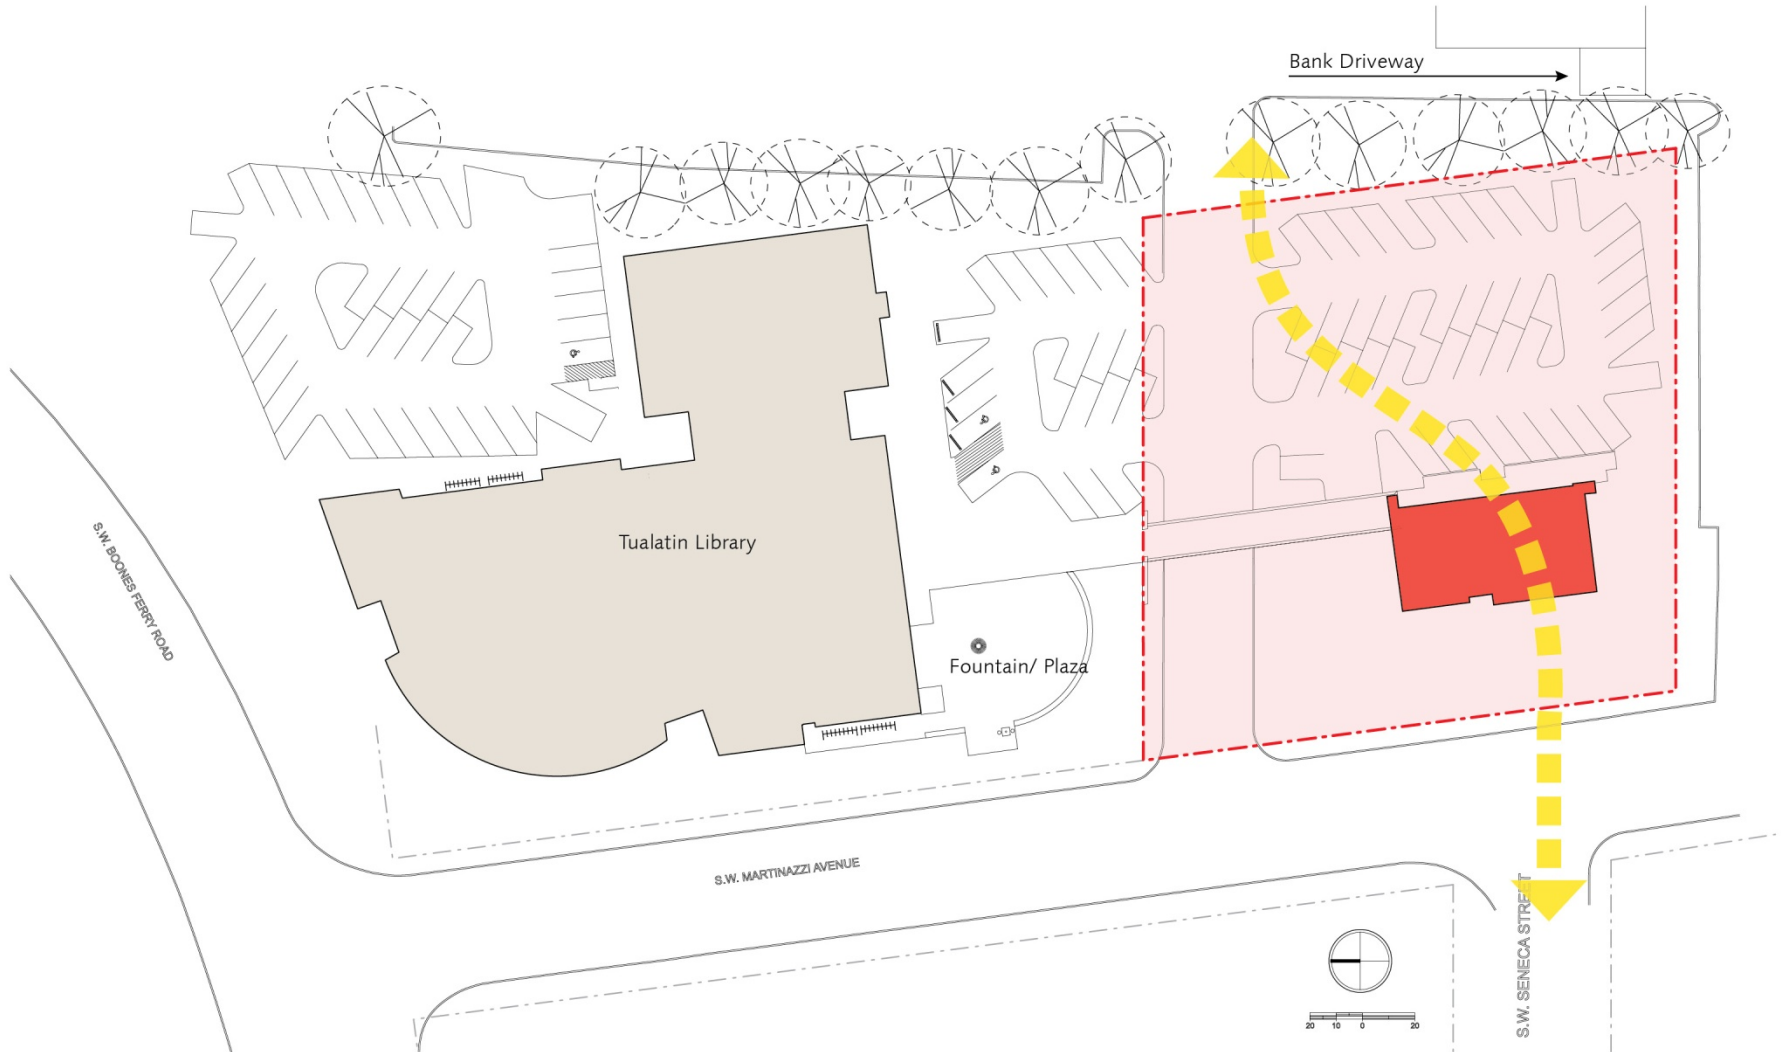 Bank Driveway
Tualatin Library
S.W. BOONES FERRY ROAD
Fountain/ Plaza
S.W. MARTINAZZI AVENUE
S.W. SENECA STREET
20 10 0 20